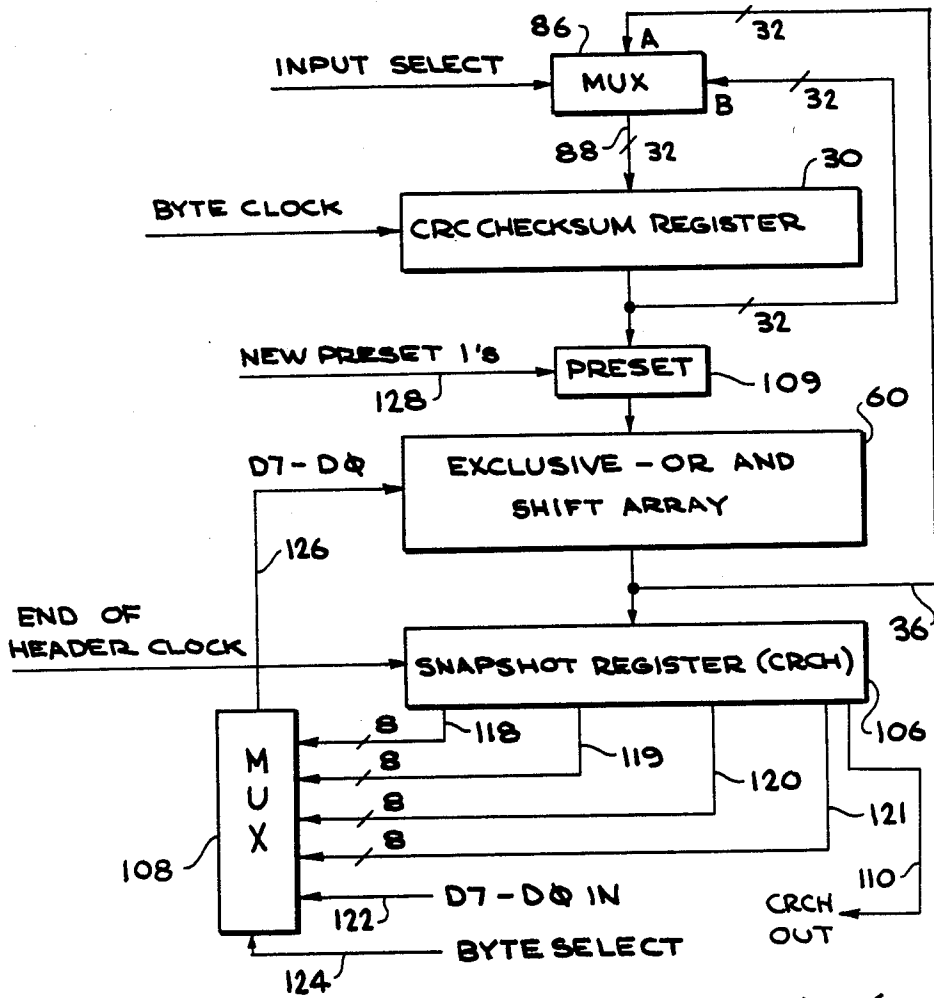 86
32
A
INPUT SELECT
MUX
B
32
88
32
30
BYTE CLOCK
CRC CHECKSUM REGISTER
32
NEW PRESET 1'S
128
PRESET
109
60
D7-DØ
EXCLUSIVE-OR AND
SHIFT ARRAY
126
END OF
HEADER CLOCK
36
SNAPSHOT REGISTER (CRCH)
106
8
118
8
119
8
120
8
121
MUX
108
110
D7-DØ IN
122
CRCH
OUT
BYTE SELECT
124